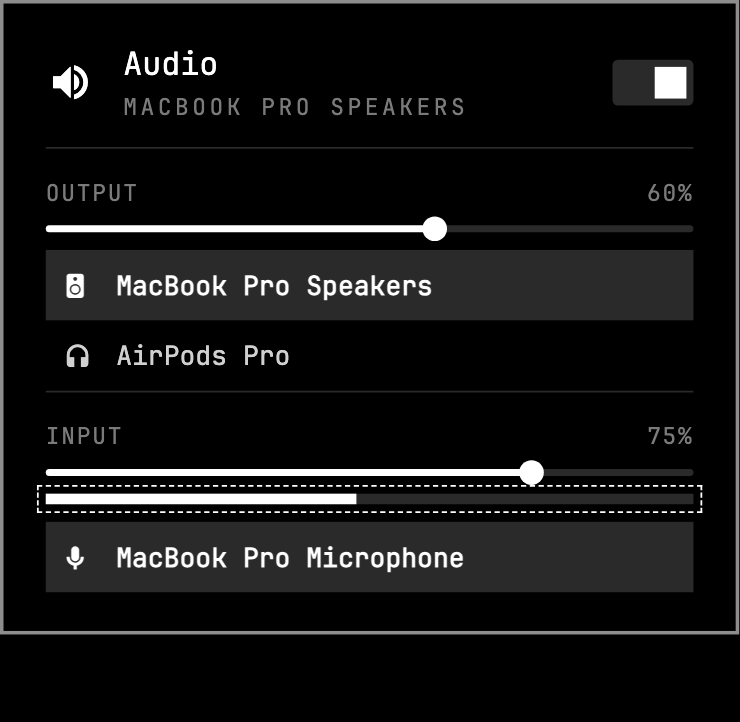 Audio
MACBOOK PRO SPEAKERS
OUTPUT 60%
MacBook Pro Speakers
AirPods Pro
INPUT 75%
MacBook Pro Microphone